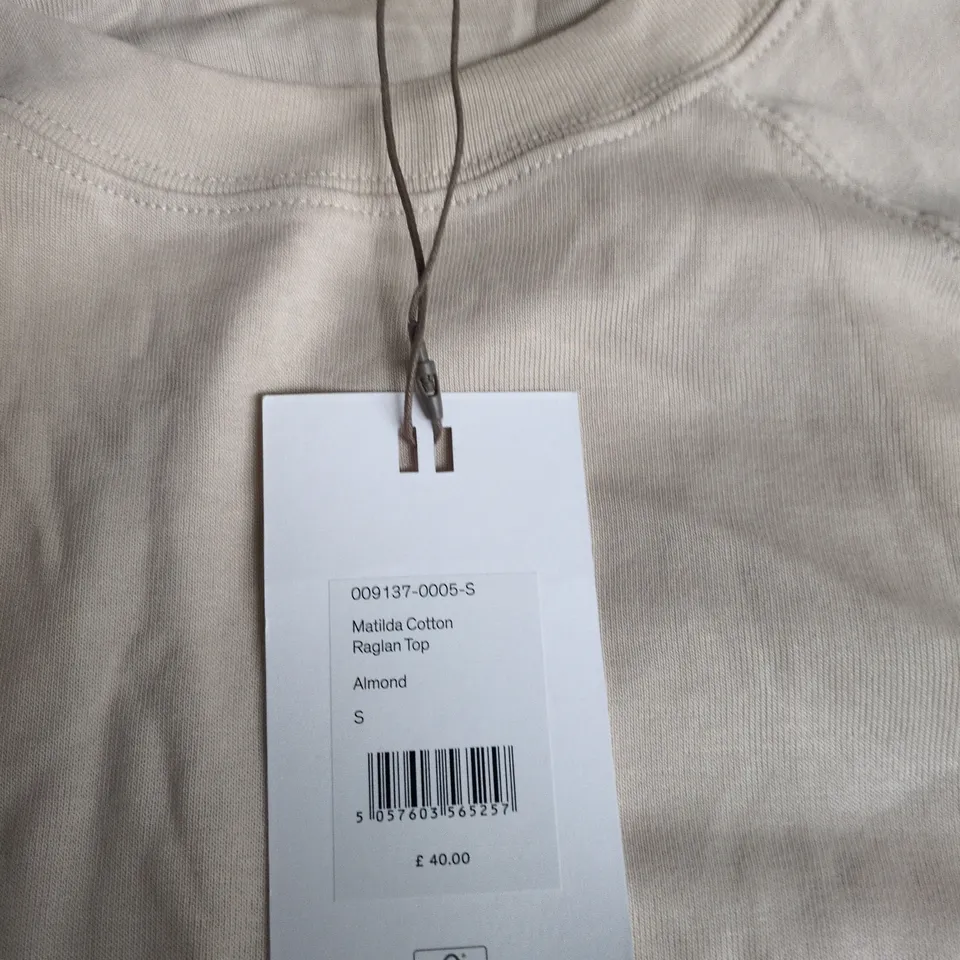 009137-0005-S
Matilda Cotton
Raglan Top
Almond
S
5 057603 565257
£ 40.00